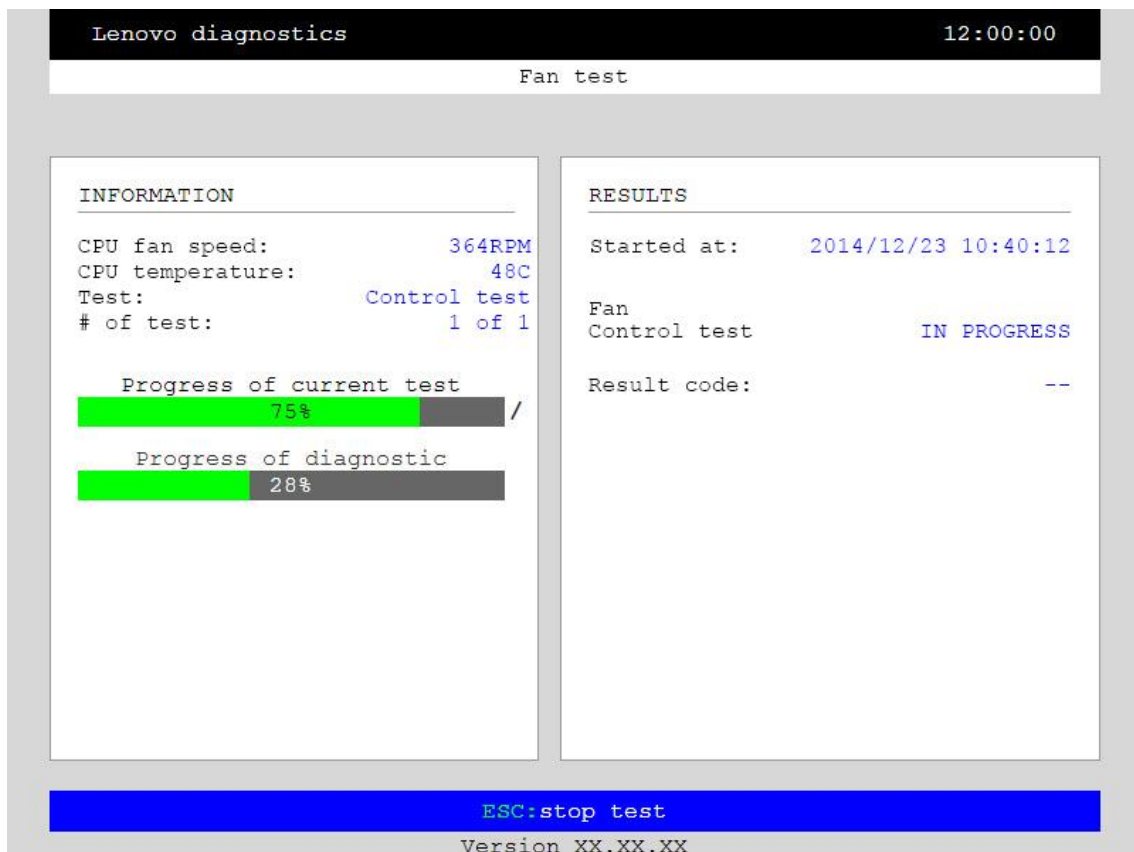 Lenovo diagnostics 12:00:00
Fan test
INFORMATION
CPU fan speed: 364RPM
CPU temperature: 48C
Test: Control test
# of test: 1 of 1
Progress of current test
75% /
Progress of diagnostic
28%
RESULTS
Started at: 2014/12/23 10:40:12
Fan
Control test IN PROGRESS
Result code: --
ESC:stop test
Version XX.XX.XX